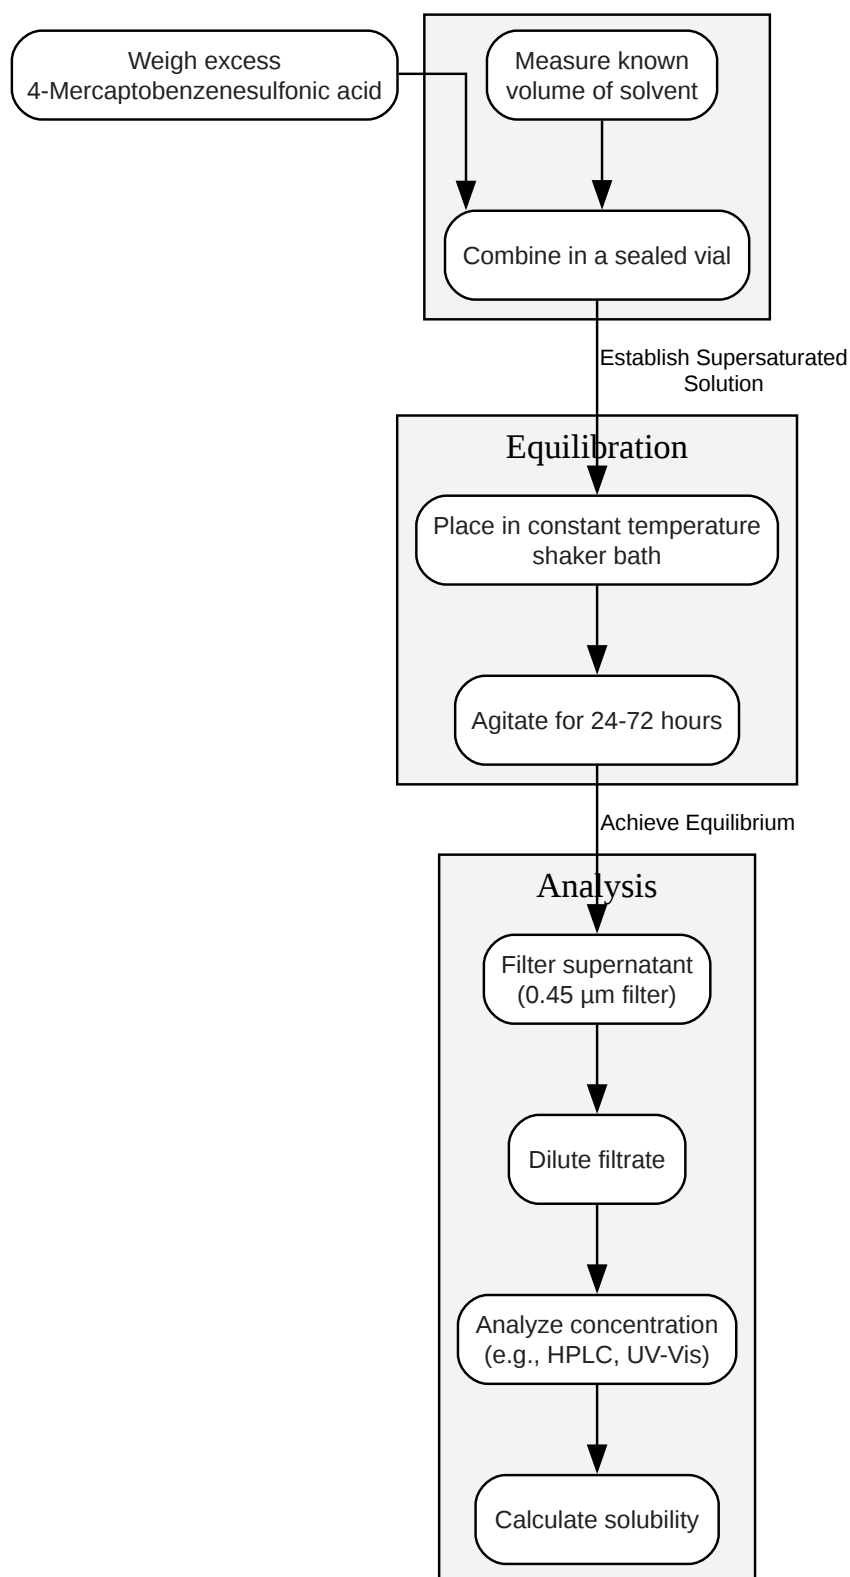 Weigh excess
4-Mercaptobenzenesulfonic acid
Measure known
volume of solvent
Combine in a sealed vial
Establish Supersaturated
Solution
Equilibration
Place in constant temperature
shaker bath
Agitate for 24-72 hours
Achieve Equilibrium
Analysis
Filter supernatant
(0.45 µm filter)
Dilute filtrate
Analyze concentration
(e.g., HPLC, UV-Vis)
Calculate solubility